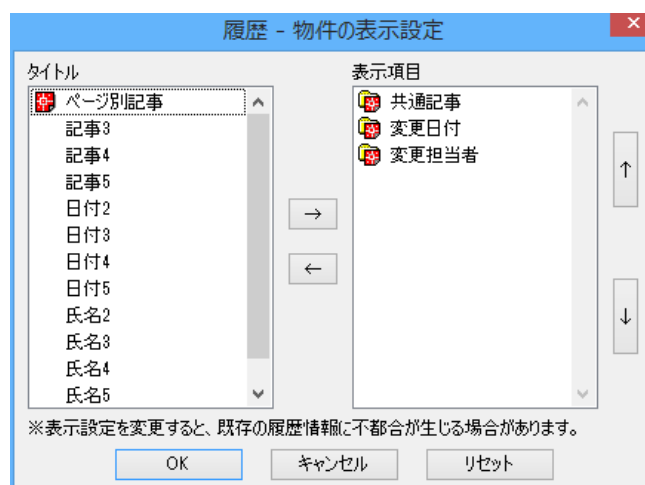 履歴 - 物件の表示設定
タイトル
ページ別記事
記事3
記事4
記事5
日付2
日付3
日付4
日付5
氏名2
氏名3
氏名4
氏名5
→
←
表示項目
共通記事
変更日付
変更担当者
↑
↓
※表示設定を変更すると、既存の履歴情報に不都合が生じる場合があります。
OK
キャンセル
リセット